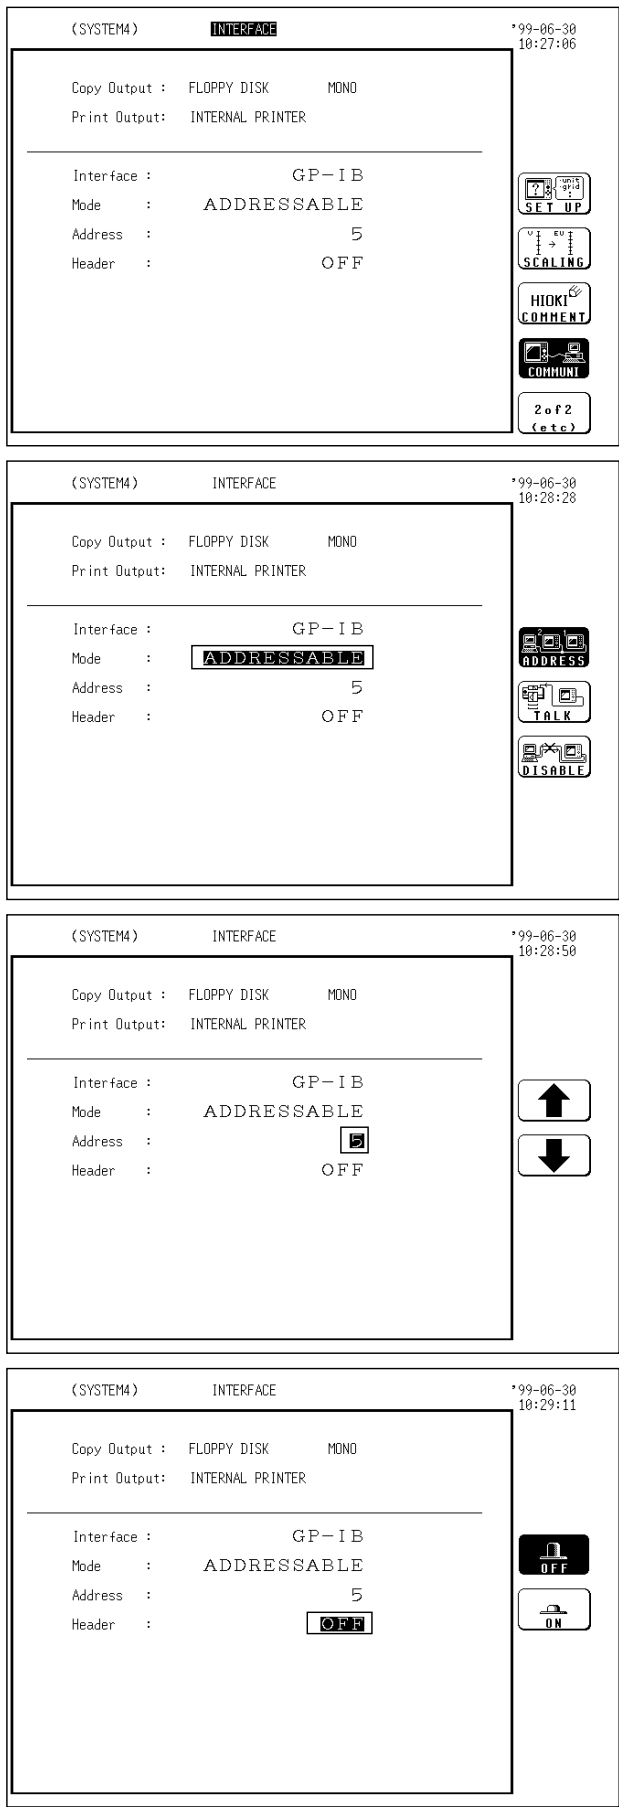 (SYSTEM4) INTERFACE '99-06-30
10:27:06
Copy Output : FLOPPY DISK MONO
Print Output: INTERNAL PRINTER
Interface : GP-IB
Mode : ADDRESSABLE
Address : 5
Header : OFF
? unit
grid
SET UP
V EU
SCALING
HIOKI
COMMENT
COMMUNI
2of2
(etc)
(SYSTEM4) INTERFACE '99-06-30
10:28:28
Copy Output : FLOPPY DISK MONO
Print Output: INTERNAL PRINTER
Interface : GP-IB
Mode : ADDRESSABLE
Address : 5
Header : OFF
2 1
ADDRESS
TALK
DISABLE
(SYSTEM4) INTERFACE '99-06-30
10:28:50
Copy Output : FLOPPY DISK MONO
Print Output: INTERNAL PRINTER
Interface : GP-IB
Mode : ADDRESSABLE
Address : 5
Header : OFF
(SYSTEM4) INTERFACE '99-06-30
10:29:11
Copy Output : FLOPPY DISK MONO
Print Output: INTERNAL PRINTER
Interface : GP-IB
Mode : ADDRESSABLE
Address : 5
Header : OFF
OFF
ON